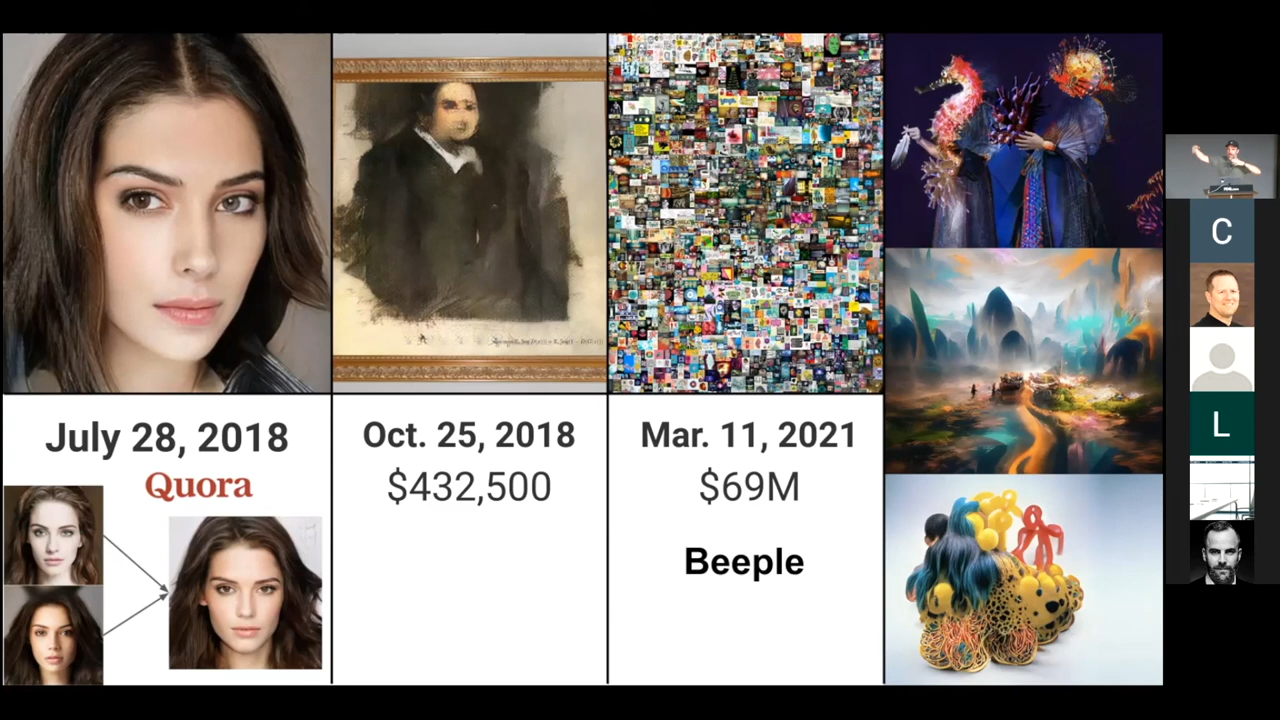 July 28, 2018
Quora
Oct. 25, 2018
$432,500
Mar. 11, 2021
$69M
Beeple
C
L